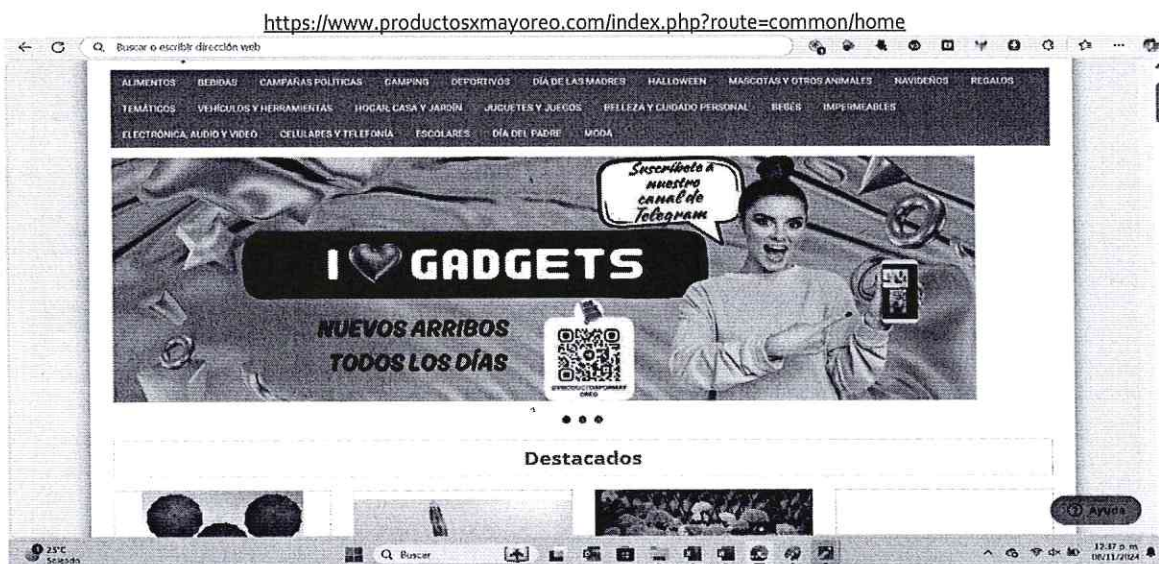 https://www.productosxmayoreo.com/index.php?route=common/home
Buscar o escribir dirección web
ALIMENTOS BEBIDAS CAMPAÑAS POLÍTICAS CAMPING DEPORTIVOS DÍA DE LAS MADRES HALLOWEEN MASCOTAS Y OTROS ANIMALES NAVIDEÑOS REGALOS
TEMÁTICOS VEHÍCULOS Y HERRAMIENTAS HOGAR, CASA Y JARDÍN JUGUETES Y JUEGOS BELLEZA Y CUIDADO PERSONAL BEBÉS IMPERMEABLES
ELECTRÓNICA, AUDIO Y VIDEO CELULARES Y TELEFONÍA ESCOLARES DÍA DEL PADRE MODA
Suscríbete a
nuestro
canal de
Telegram
I GADGETS
NUEVOS ARRIBOS
TODOS LOS DÍAS
Destacados
Ayuda
23°C
Soleado
Buscar
12:37 p. m.
06/11/2024